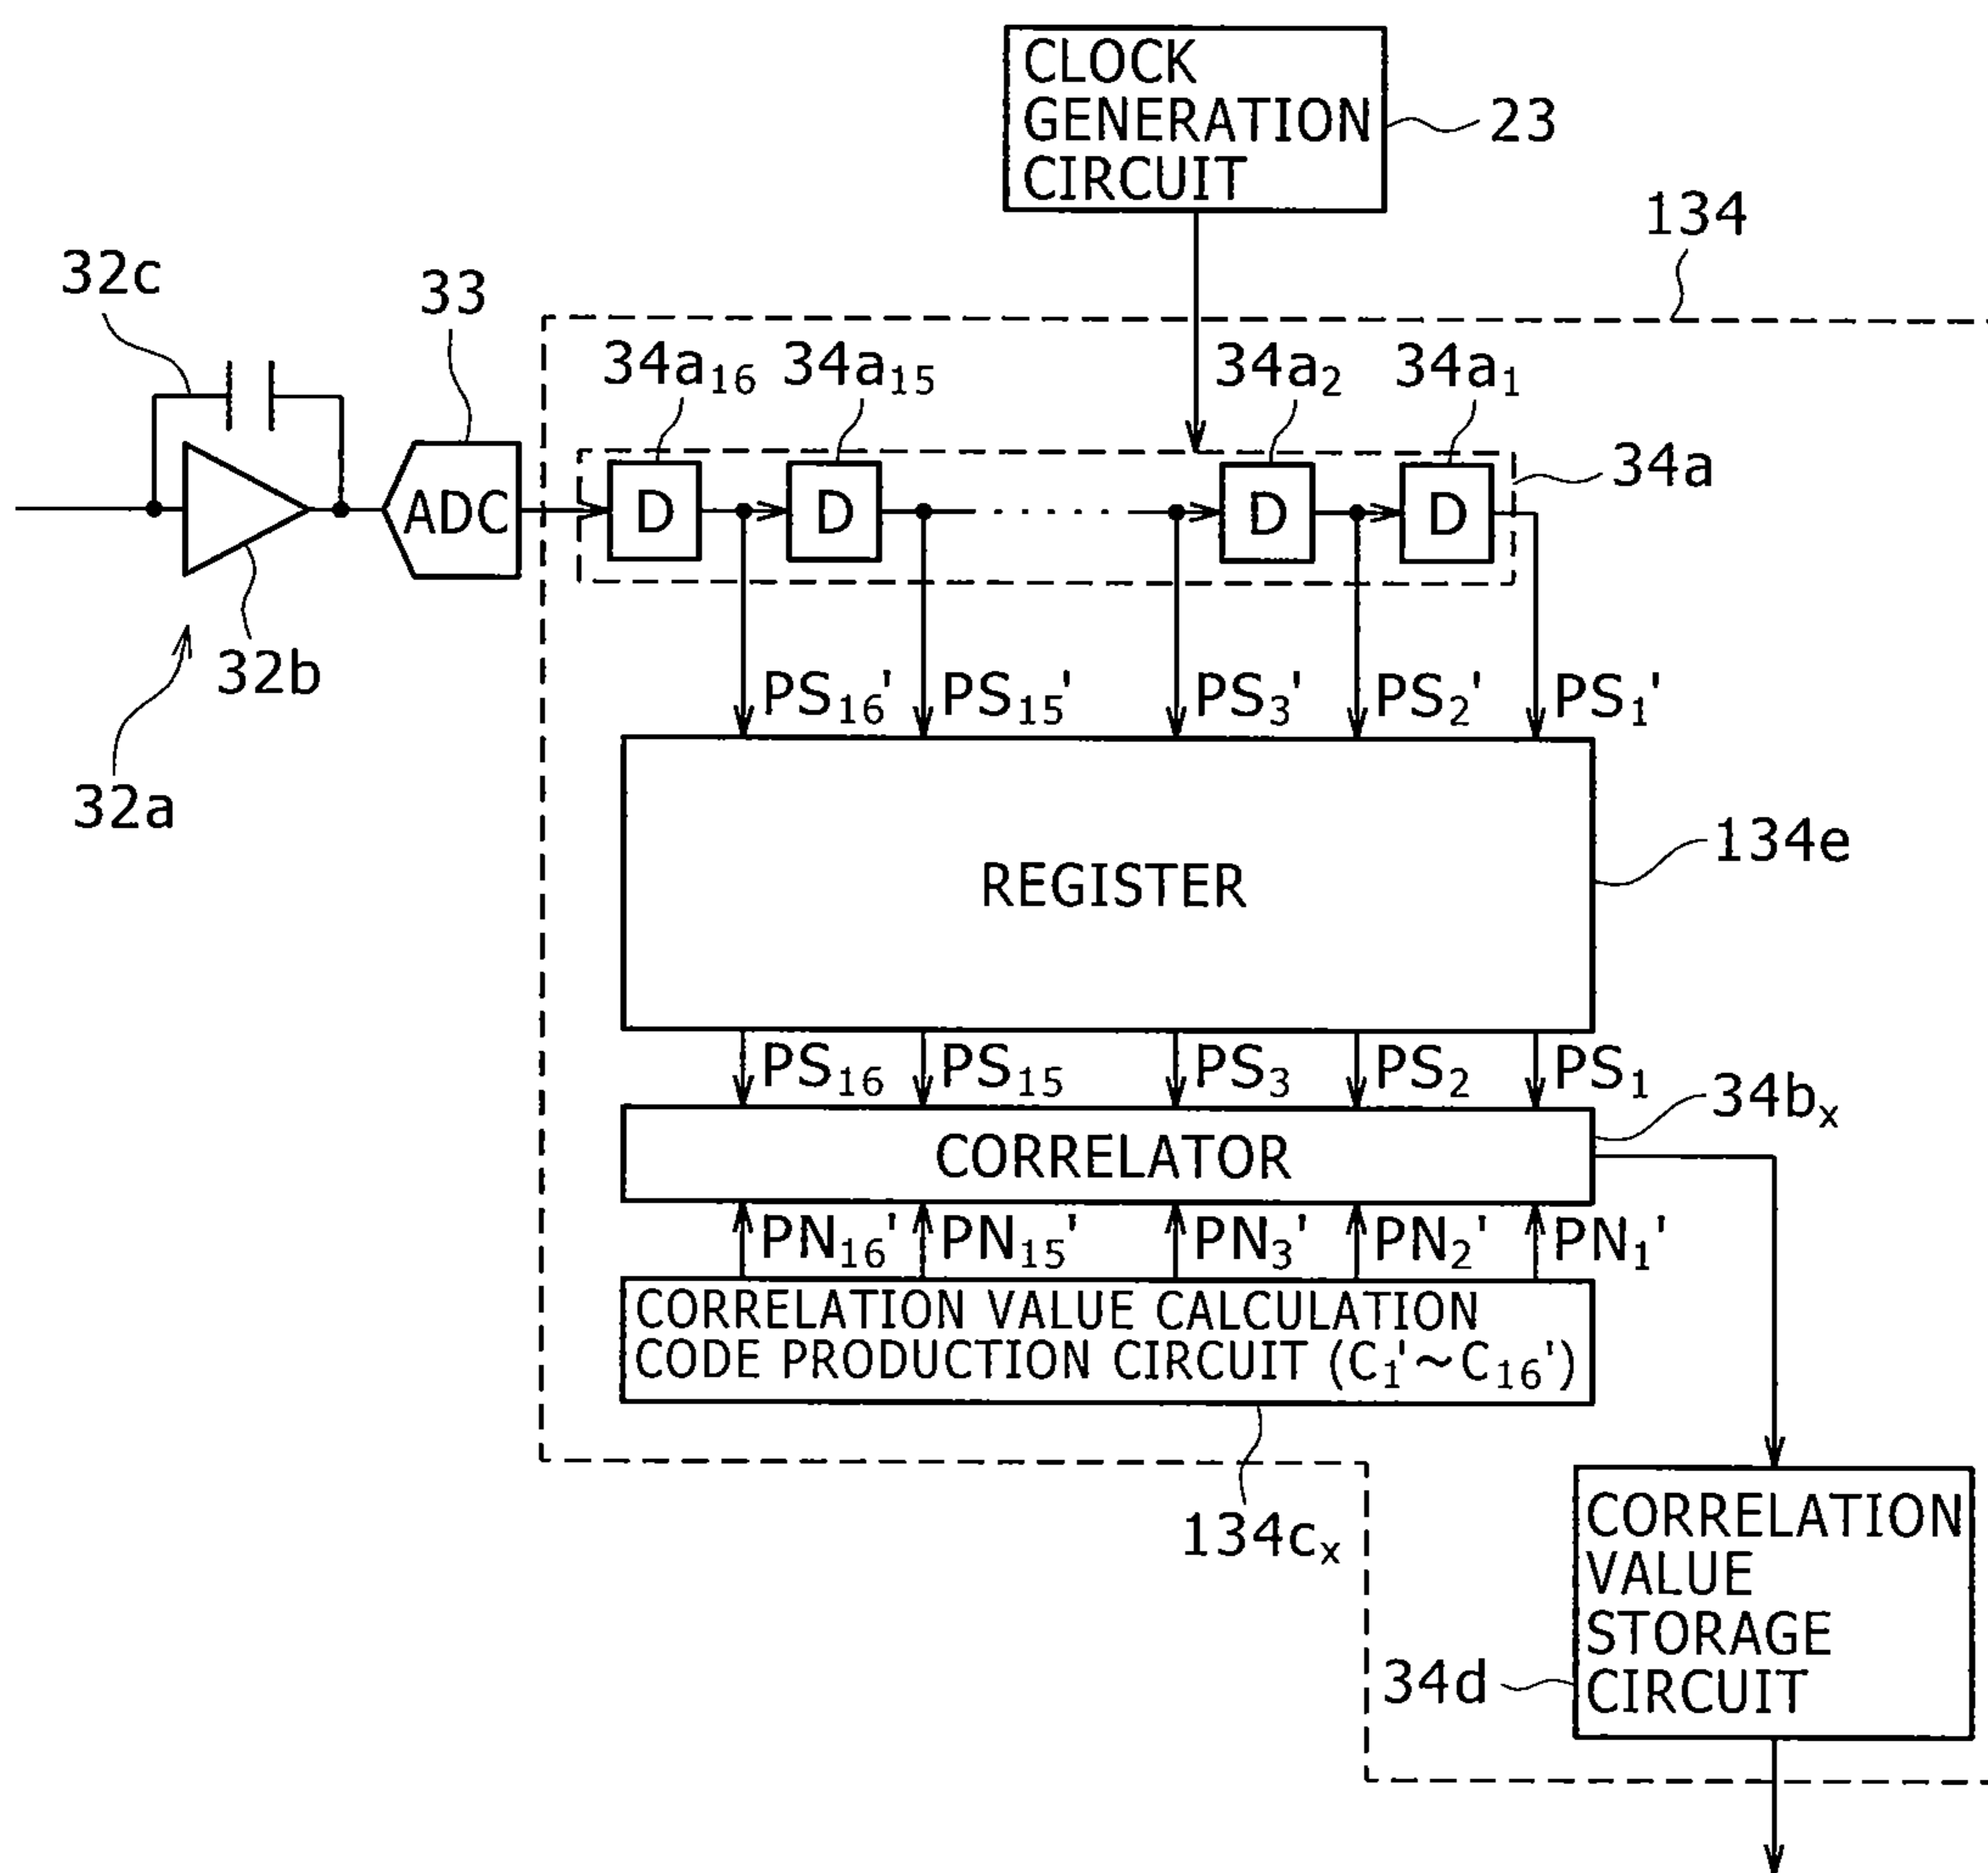 CLOCK
GENERATION
CIRCUIT
23
134
32c
33
34a₁₆
34a₁₅
34a₂
34a₁
34a
ADC
D
D
D
D
32b
32a
PS₁₆'
PS₁₅'
PS₃'
PS₂'
PS₁'
REGISTER
134e
PS₁₆
PS₁₅
PS₃
PS₂
PS₁
34bₓ
CORRELATOR
PN₁₆'
PN₁₅'
PN₃'
PN₂'
PN₁'
CORRELATION VALUE CALCULATION
CODE PRODUCTION CIRCUIT (C₁'~C₁₆')
134cₓ
CORRELATION
VALUE
STORAGE
CIRCUIT
34d